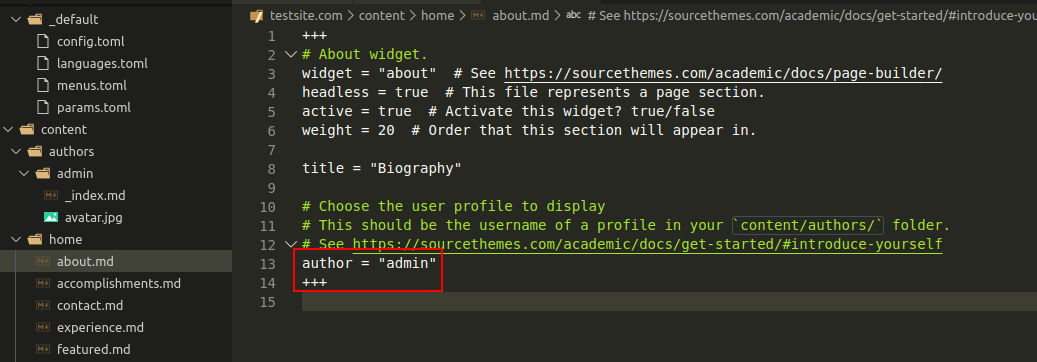 _default
config.toml
languages.toml
menus.toml
params.toml
content
authors
admin
_index.md
avatar.jpg
home
about.md
accomplishments.md
contact.md
experience.md
featured.md
testsite.com > content > home > about.md > abc # See https://sourcethemes.com/academic/docs/get-started/#introduce-your
1 +++
2 # About widget.
3 widget = "about"  # See https://sourcethemes.com/academic/docs/page-builder/
4 headless = true  # This file represents a page section.
5 active = true  # Activate this widget? true/false
6 weight = 20  # Order that this section will appear in.
7
8 title = "Biography"
9
10 # Choose the user profile to display
11 # This should be the username of a profile in your `content/authors/` folder.
12 # See https://sourcethemes.com/academic/docs/get-started/#introduce-yourself
13 author = "admin"
14 +++
15